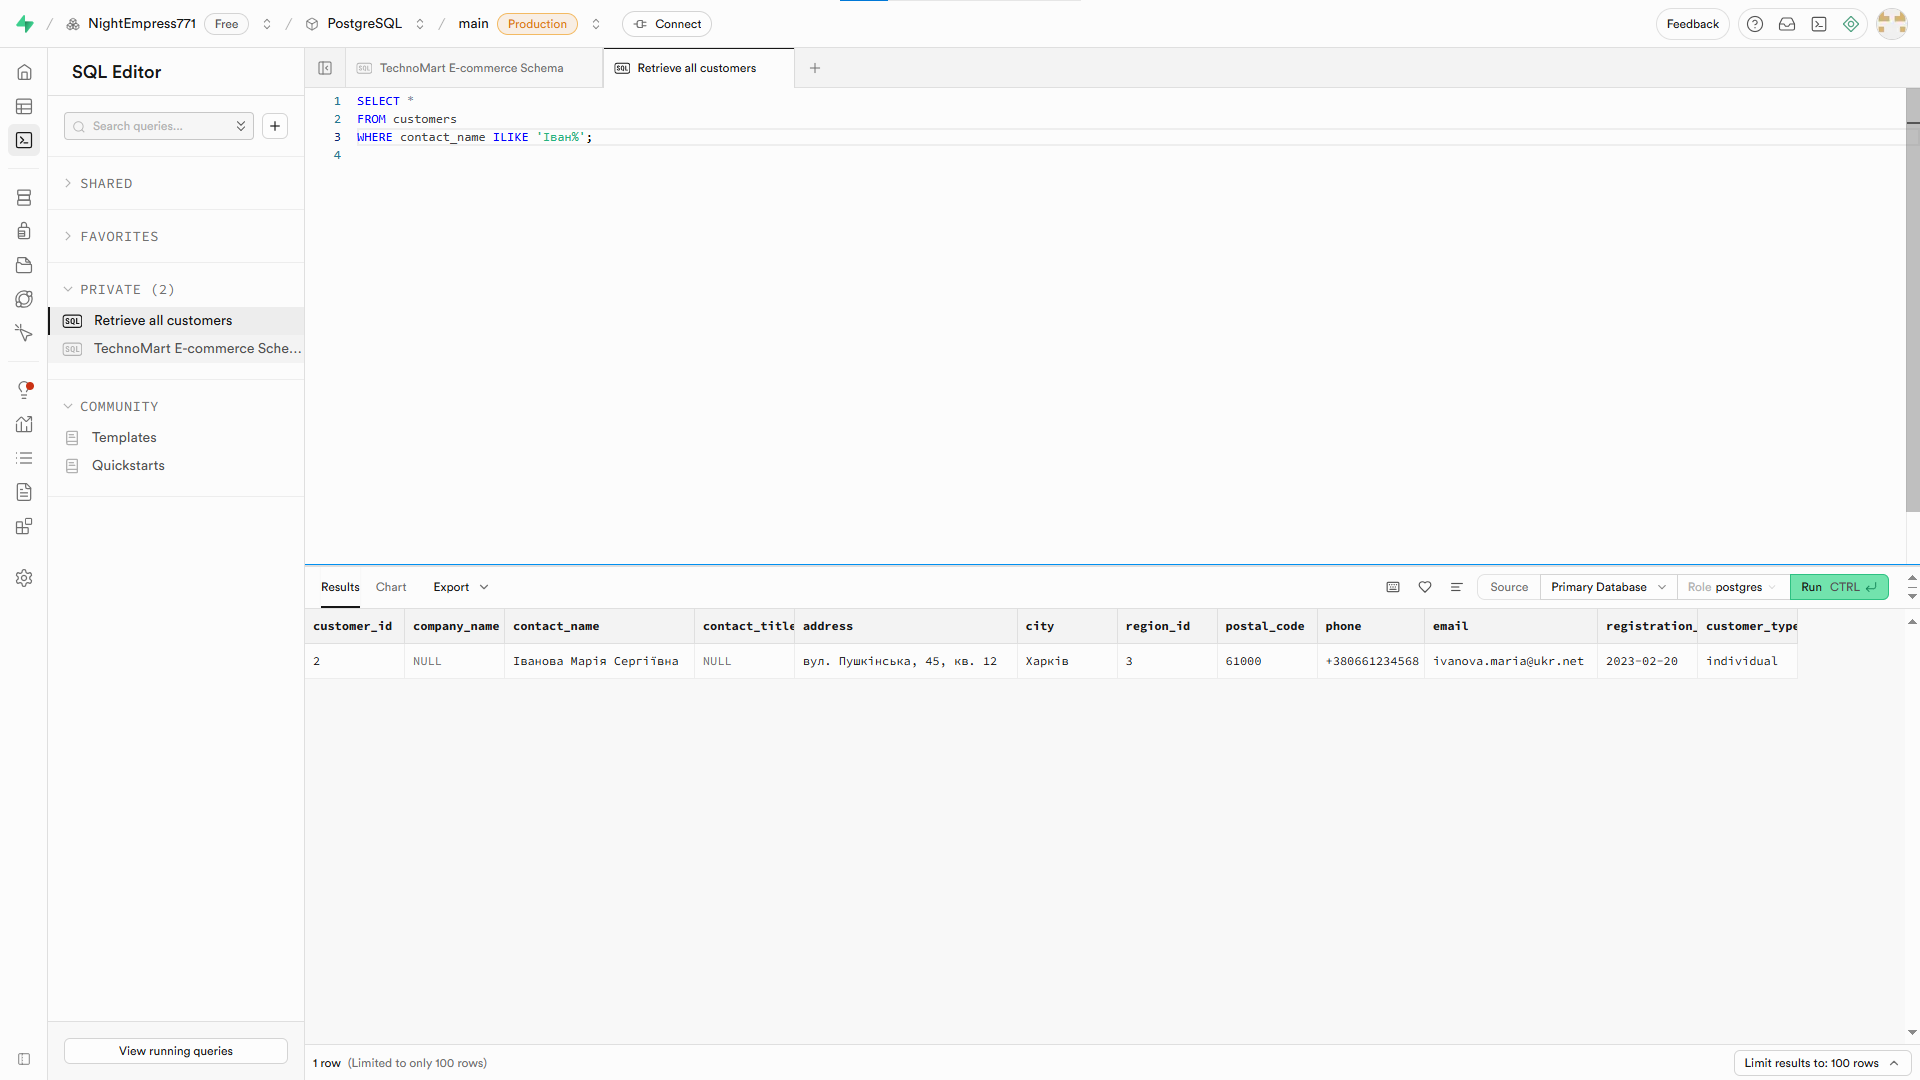 NightEmpress771 Free PostgreSQL main Production Connect Feedback
SQL Editor
TechnoMart E-commerce Schema
Retrieve all customers
Search queries...
SHARED
FAVORITES
PRIVATE (2)
Retrieve all customers
TechnoMart E-commerce Sche...
COMMUNITY
Templates
Quickstarts
View running queries
1 SELECT *
2 FROM customers
3 WHERE contact_name ILIKE 'Іван%';
4
Results Chart Export Source Primary Database Role postgres Run CTRL
customer_id company_name contact_name contact_title address city region_id postal_code phone email registration_ customer_type
2 NULL Іванова Марія Сергіївна NULL вул. Пушкінська, 45, кв. 12 Харків 3 61000 +380661234568 ivanova.maria@ukr.net 2023-02-20 individual
1 row (Limited to only 100 rows)
Limit results to: 100 rows